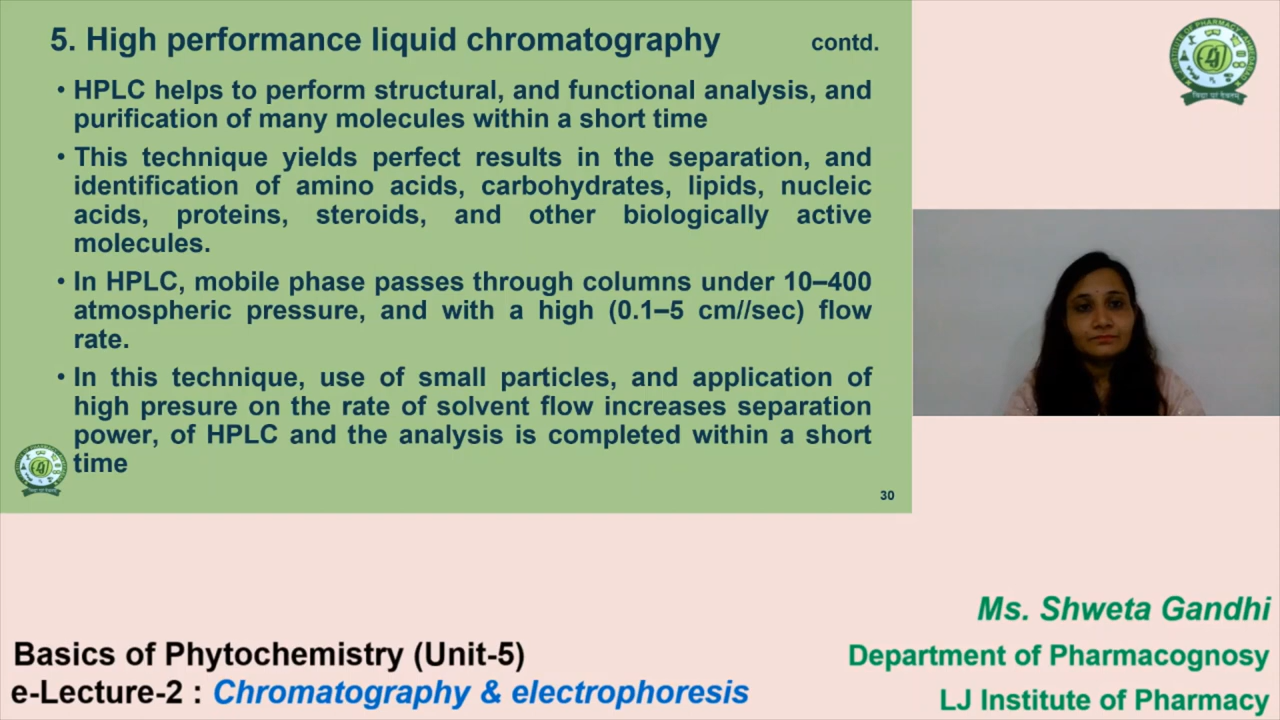 5. High performance liquid chromatography contd.
• HPLC helps to perform structural, and functional analysis, and
purification of many molecules within a short time
• This technique yields perfect results in the separation, and
identification of amino acids, carbohydrates, lipids, nucleic
acids, proteins, steroids, and other biologically active
molecules.
• In HPLC, mobile phase passes through columns under 10–400
atmospheric pressure, and with a high (0.1–5 cm//sec) flow
rate.
• In this technique, use of small particles, and application of
high presure on the rate of solvent flow increases separation
power, of HPLC and the analysis is completed within a short
time
30
Ms. Shweta Gandhi
Basics of Phytochemistry (Unit-5)
Department of Pharmacognosy
e-Lecture-2 : Chromatography & electrophoresis
LJ Institute of Pharmacy